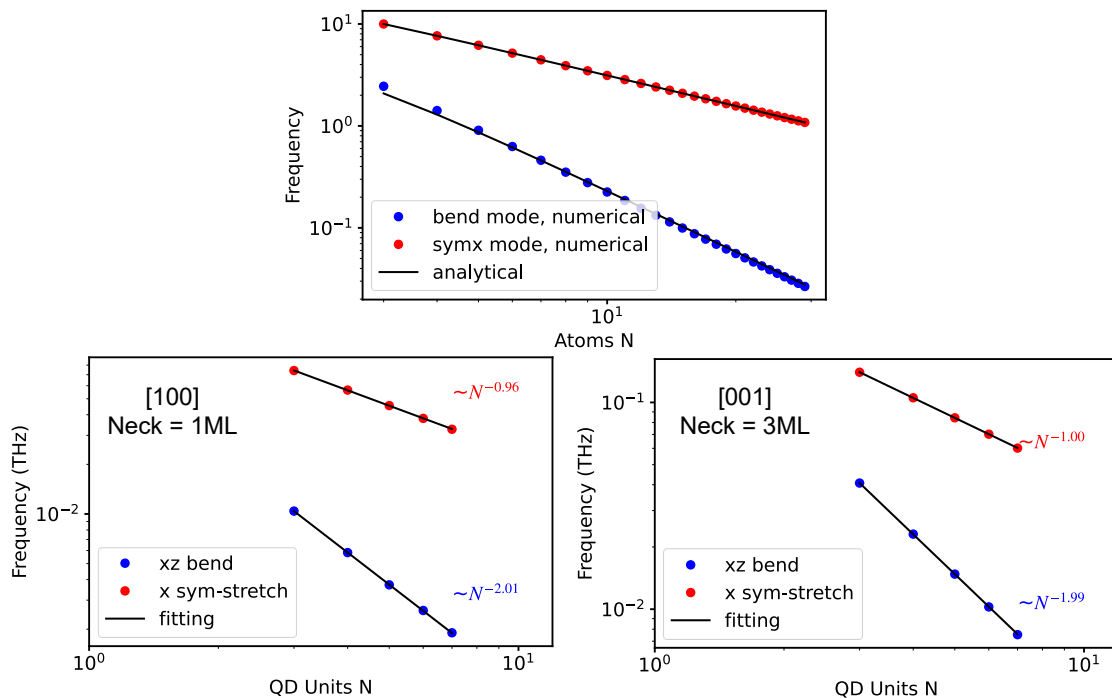 10^1
10^0
10^-1
Frequency
bend mode, numerical
symx mode, numerical
analytical
10^1
Atoms N
[100]
Neck = 1ML
~N^-0.96
Frequency (THz)
10^-2
xz bend
x sym-stretch
fitting
~N^-2.01
10^0
10^1
QD Units N
[001]
Neck = 3ML
10^-1
~N^-1.00
Frequency (THz)
xz bend
x sym-stretch
fitting
~N^-1.99
10^-2
10^0
10^1
QD Units N